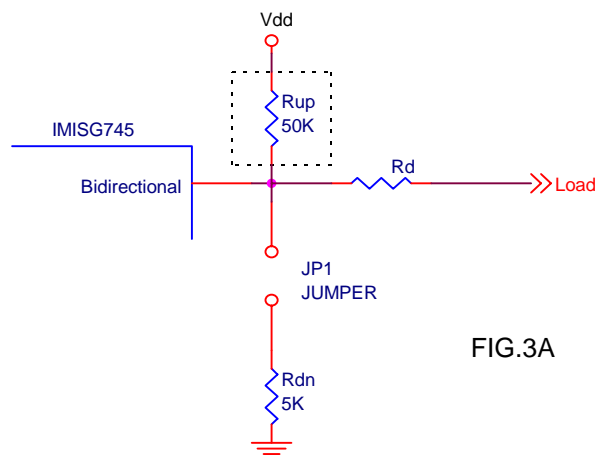 Vdd
Rup
50K
IMISG745
Bidirectional
Rd
Load
JP1
JUMPER
FIG.3A
Rdn
5K